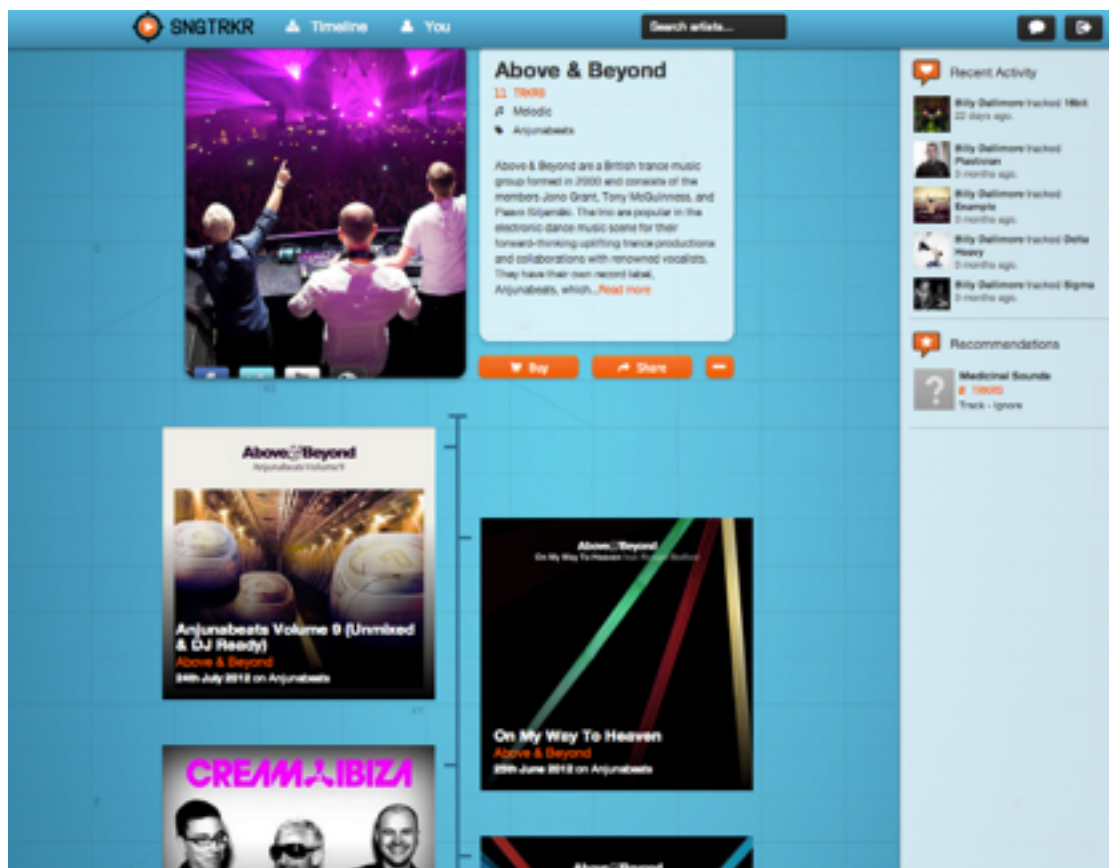 SNGTRKR
Timeline
You
Search artists...
Above & Beyond
11 TRKRS
Melodic
Anjunabeats
Above & Beyond are a British trance music
group formed in 2000 and consists of the
members Jono Grant, Tony McGuinness, and
Paavo Siljamäki. The trio are popular in the
electronic dance music scene for their
forward-thinking uplifting trance productions
and collaborations with renowned vocalists.
They have their own record label,
Anjunabeats, which...Read more
Buy
Share
Recent Activity
Billy Dallimore tracked 16bit
22 days ago.
Billy Dallimore tracked
Plastician
3 months ago.
Billy Dallimore tracked
Example
3 months ago.
Billy Dallimore tracked Delta
Heavy
3 months ago.
Billy Dallimore tracked Sigma
3 months ago.
Recommendations
Medicinal Sounds
2 TRKRS
Track - Ignore
Above & Beyond
Anjunabeats Volume 9
Anjunabeats Volume 9 (Unmixed
& DJ Ready)
Above & Beyond
24th July 2012 on Anjunabeats
Above & Beyond
On My Way To Heaven feat.
On My Way To Heaven
Above & Beyond
25th June 2012 on Anjunabeats
CREAM IBIZA
Above & Beyond